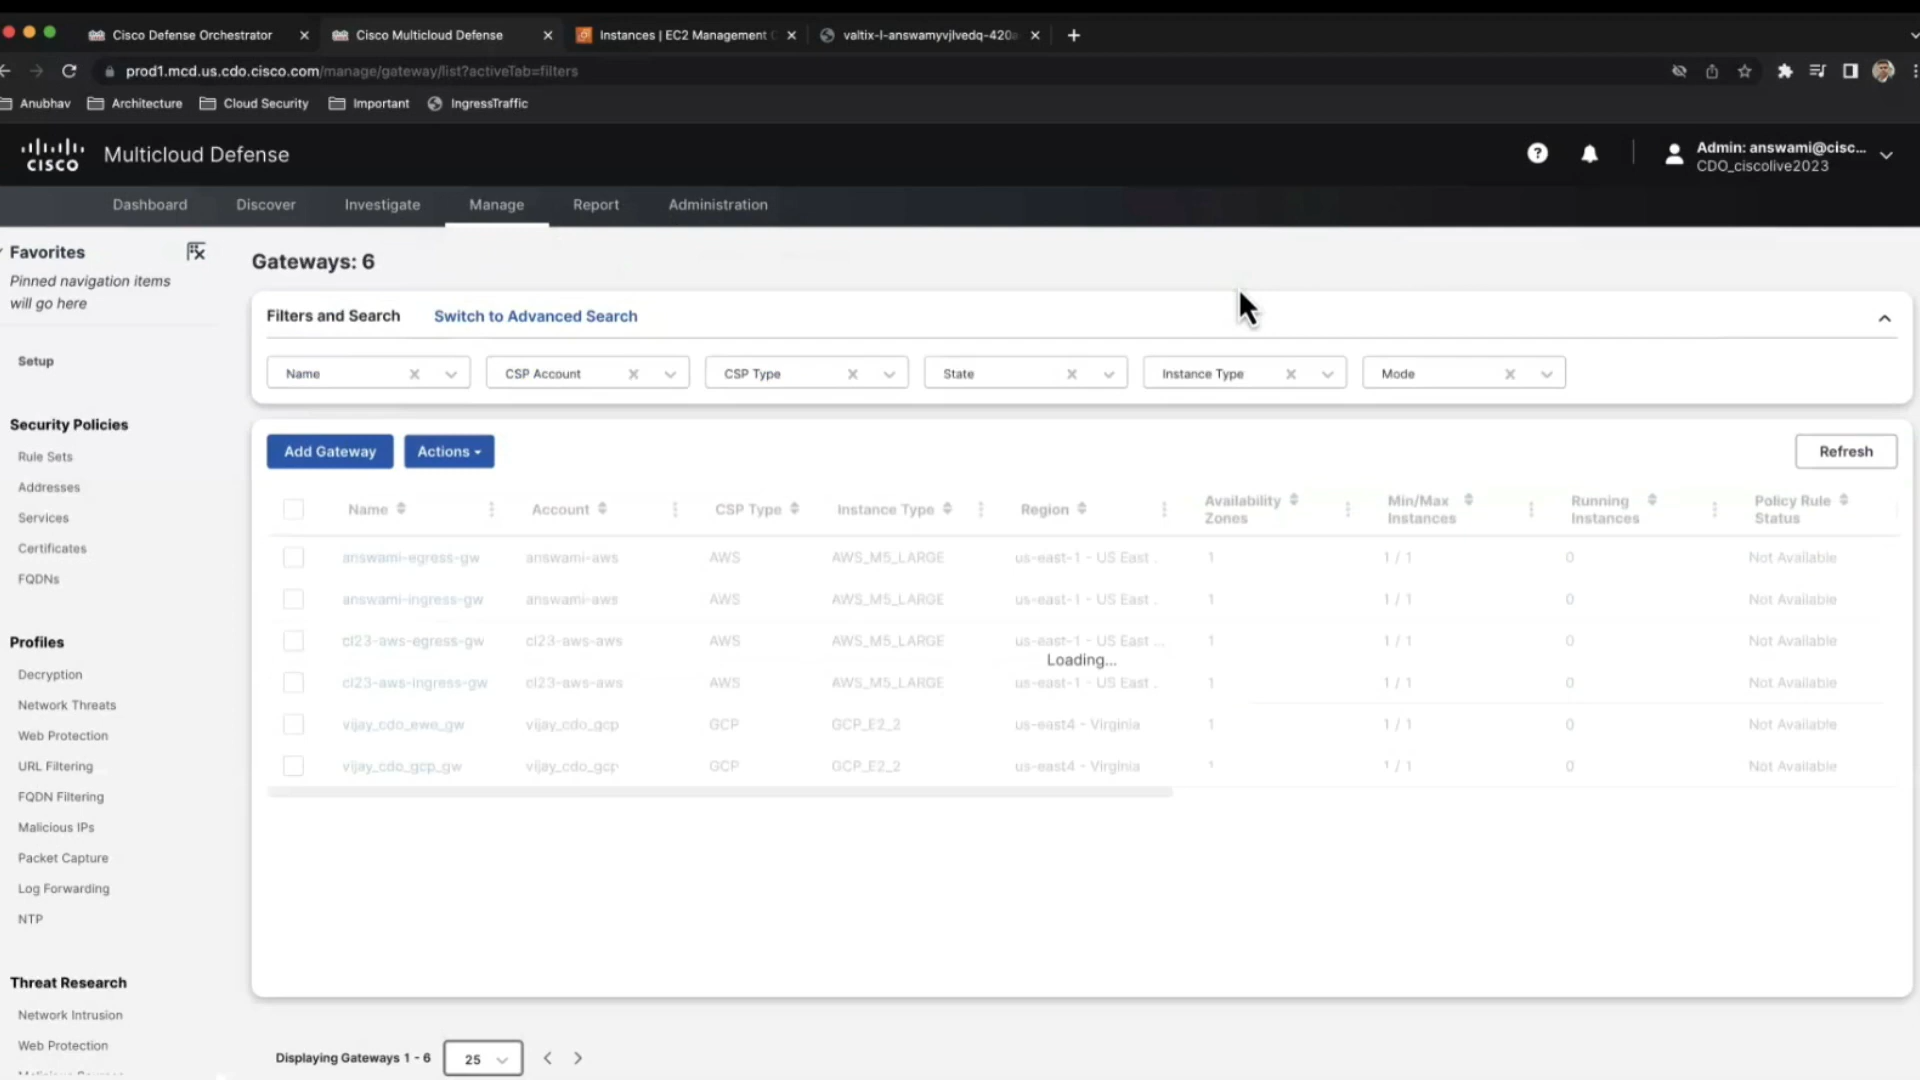 Cisco Defense Orchestrator
Cisco Multicloud Defense
Instances | EC2 Management C
valtix-l-answamyvjlvedq-420
prod1.mcd.us.cdo.cisco.com/manage/gateway/list?activeTab=filters
Anubhav
Architecture
Cloud Security
Important
IngressTraffic
CISCO
Multicloud Defense
Admin: answami@cisc...
CDO_ciscolive2023
Dashboard
Discover
Investigate
Manage
Report
Administration
Favorites
Pinned navigation items
will go here
Setup
Security Policies
Rule Sets
Addresses
Services
Certificates
FQDNs
Profiles
Decryption
Network Threats
Web Protection
URL Filtering
FQDN Filtering
Malicious IPs
Packet Capture
Log Forwarding
NTP
Threat Research
Network Intrusion
Web Protection
Gateways: 6
Filters and Search
Switch to Advanced Search
Name
CSP Account
CSP Type
State
Instance Type
Mode
Add Gateway
Actions
Refresh
Name Account CSP Type Instance Type Region Availability Zones Min/Max Instances Running Instances Policy Rule Status
answami-egress-gw answami-aws AWS AWS_M5_LARGE us-east-1 - US East . 1 1 / 1 0 Not Available
answami-ingress-gw answami-aws AWS AWS_M5_LARGE us-east-1 - US East . 1 1 / 1 0 Not Available
cl23-aws-egress-gw cl23-aws-aws AWS AWS_M5_LARGE us-east-1 - US East ... 1 1 / 1 0 Not Available
Loading...
cl23-aws-ingress-gw cl23-aws-aws AWS AWS_M5_LARGE us-east-1 - US East . 1 1 / 1 0 Not Available
vijay_cdo_ewe_gw vijay_cdo_gcp GCP GCP_E2_2 us-east4 - Virginia 1 1 / 1 0 Not Available
vijay_cdo_gcp_gw vijay_cdo_gcp GCP GCP_E2_2 us-east4 - Virginia 1 1 / 1 0 Not Available
Displaying Gateways 1 - 6
25